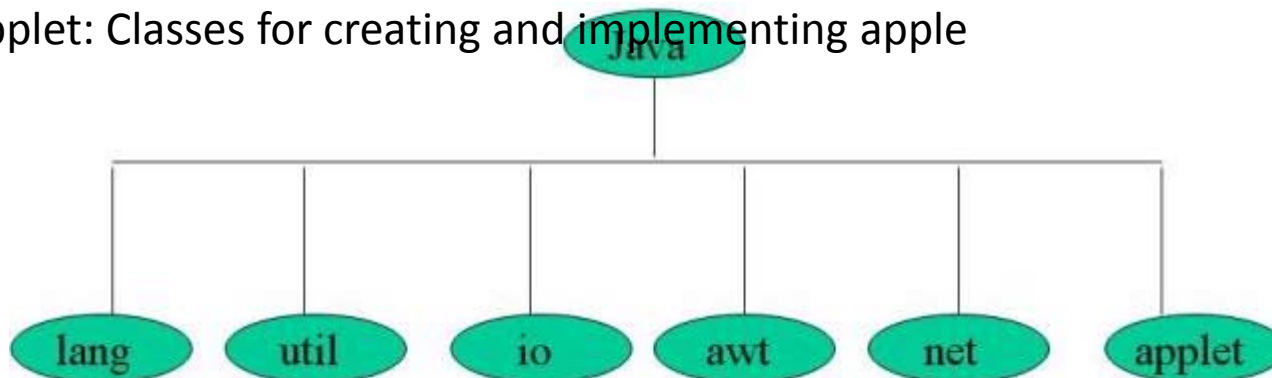 pplet: Classes for creating and implementing apple
Java
lang util io awt net applet